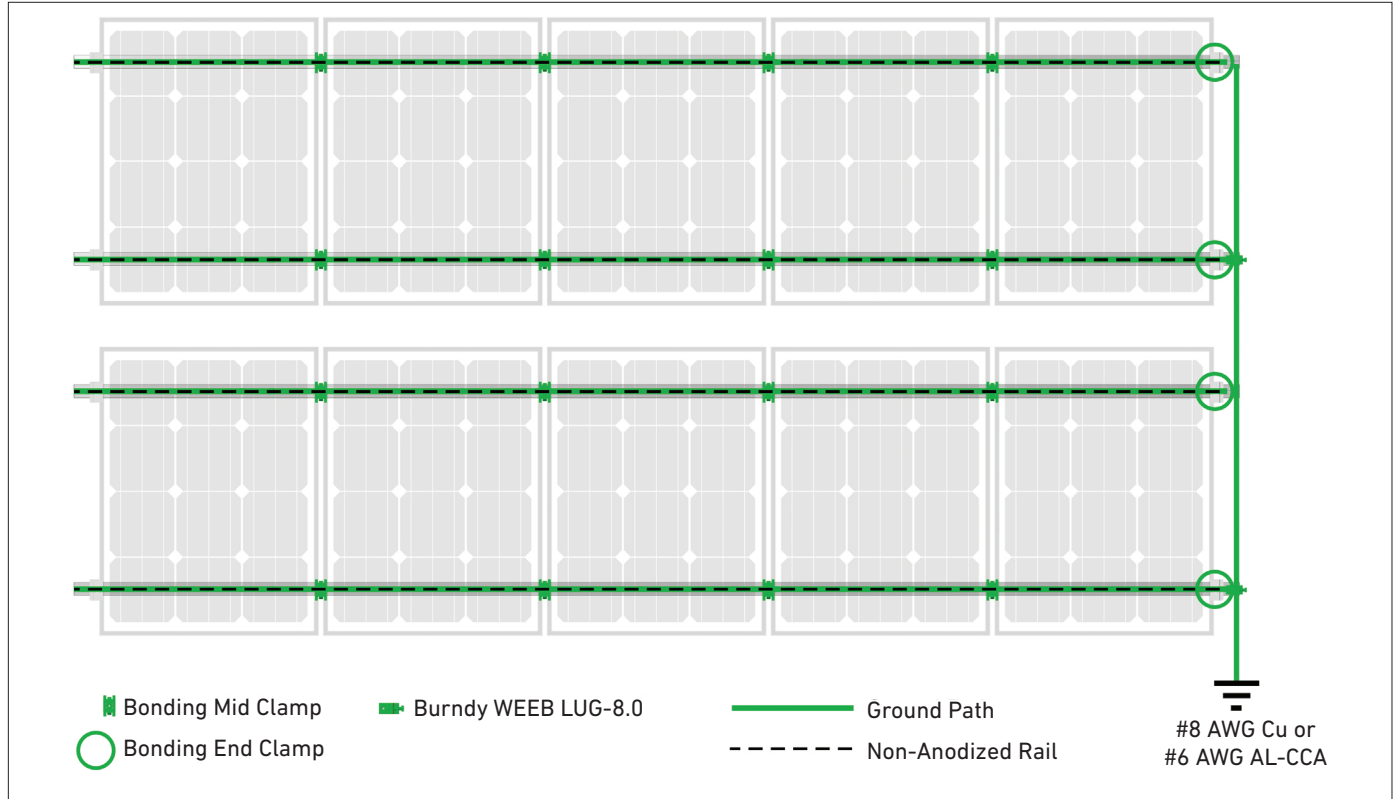 Bonding Mid Clamp
Burndy WEEB LUG-8.0
Ground Path
Bonding End Clamp
Non-Anodized Rail
#8 AWG Cu or
#6 AWG AL-CCA